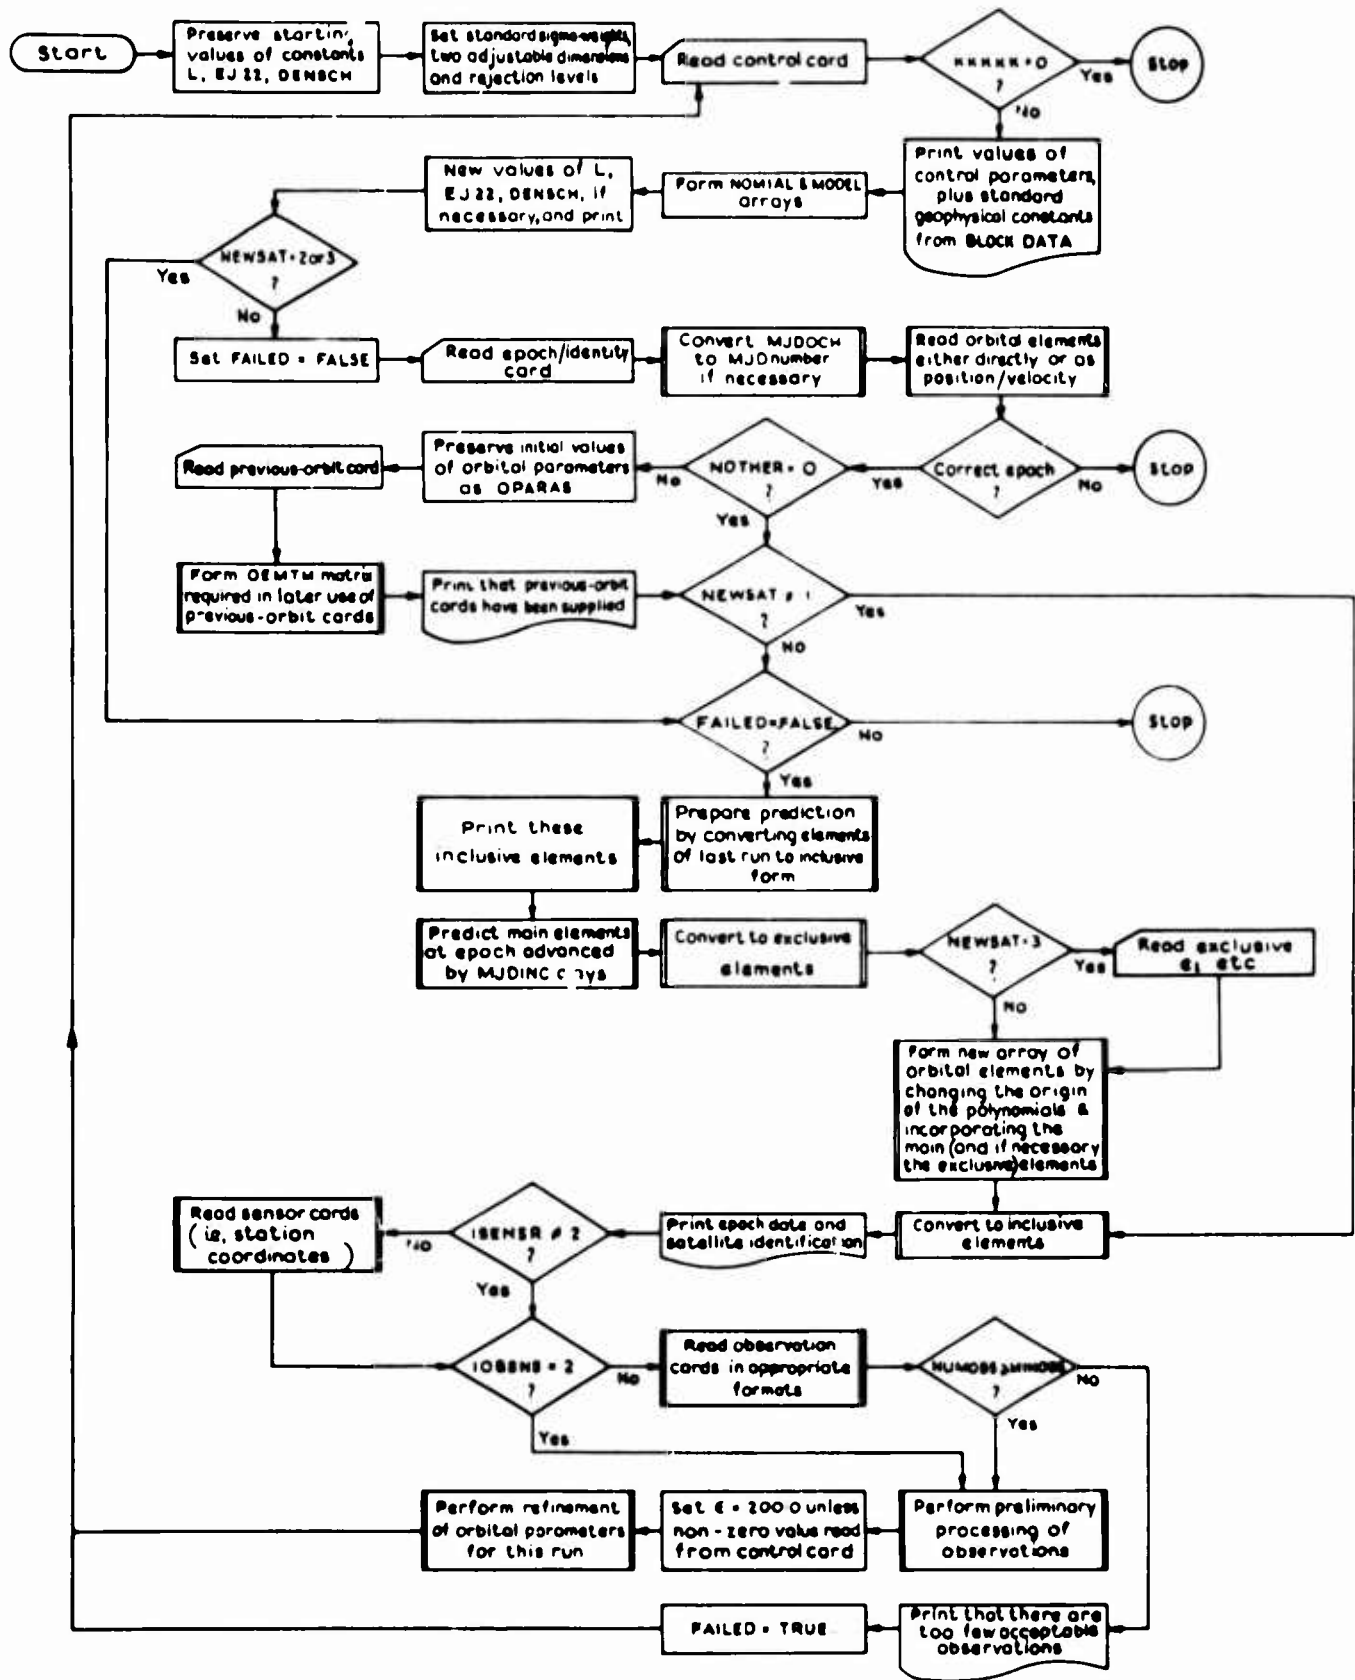 Start
Preserve starting
values of constants
L, EJ22, DENSCH
Set standard sigma-weights,
two adjustable dimensions
and rejection levels
Read control card
KKKKK = 0
?
Yes
Stop
No
Print values of
control parameters,
plus standard
geophysical constants
from BLOCK DATA
Form NOMIAL & MODEL
arrays
New values of L,
EJ22, DENSCH, if
necessary, and print
NEWSAT = 2 or 3
?
Yes
No
Set FAILED = FALSE
Read epoch/identity
card
Convert MJDOCH
to MJD number
if necessary
Read orbital elements
either directly or as
position/velocity
Correct epoch
?
No
Stop
Yes
NOTHER = 0
?
No
Yes
Preserve initial values
of orbital parameters
as OPARAS
Read previous-orbit card
Form OEMTM matrix
required in later use of
previous-orbit cards
Print that previous-orbit
cards have been supplied
NEWSAT ≠ 1
?
Yes
No
FAILED = FALSE
?
No
Stop
Yes
Prepare prediction
by converting elements
of last run to inclusive
form
Print these
inclusive elements
Predict main elements
at epoch advanced
by MJDINC days
Convert to exclusive
elements
NEWSAT = 3
?
Yes
Read exclusive
e, etc
No
Form new array of
orbital elements by
changing the origin
of the polynomials &
incorporating the
main (and if necessary
the exclusive) elements
Convert to inclusive
elements
Print epoch date and
satellite identification
ISENSR ≠ 2
?
No
Read sensor cards
(ie, station
coordinates)
Yes
IOBSNS = 2
?
No
Read observation
cards in appropriate
formats
NUMOBS ≥ MINOBS
?
No
Yes
Yes
Perform preliminary
processing of
observations
Set ε = 200·0 unless
non-zero value read
from control card
Perform refinement
of orbital parameters
for this run
Print that there are
too few acceptable
observations
FAILED = TRUE